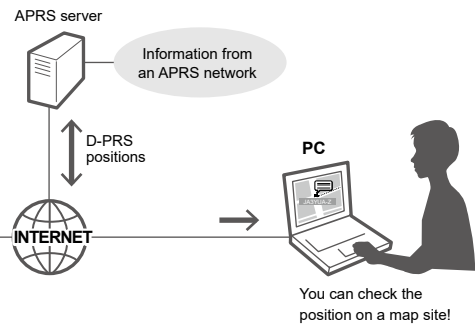 APRS server
Information from
an APRS network
D-PRS
positions
PC
JA3YUA-Z
INTERNET
You can check the
position on a map site!